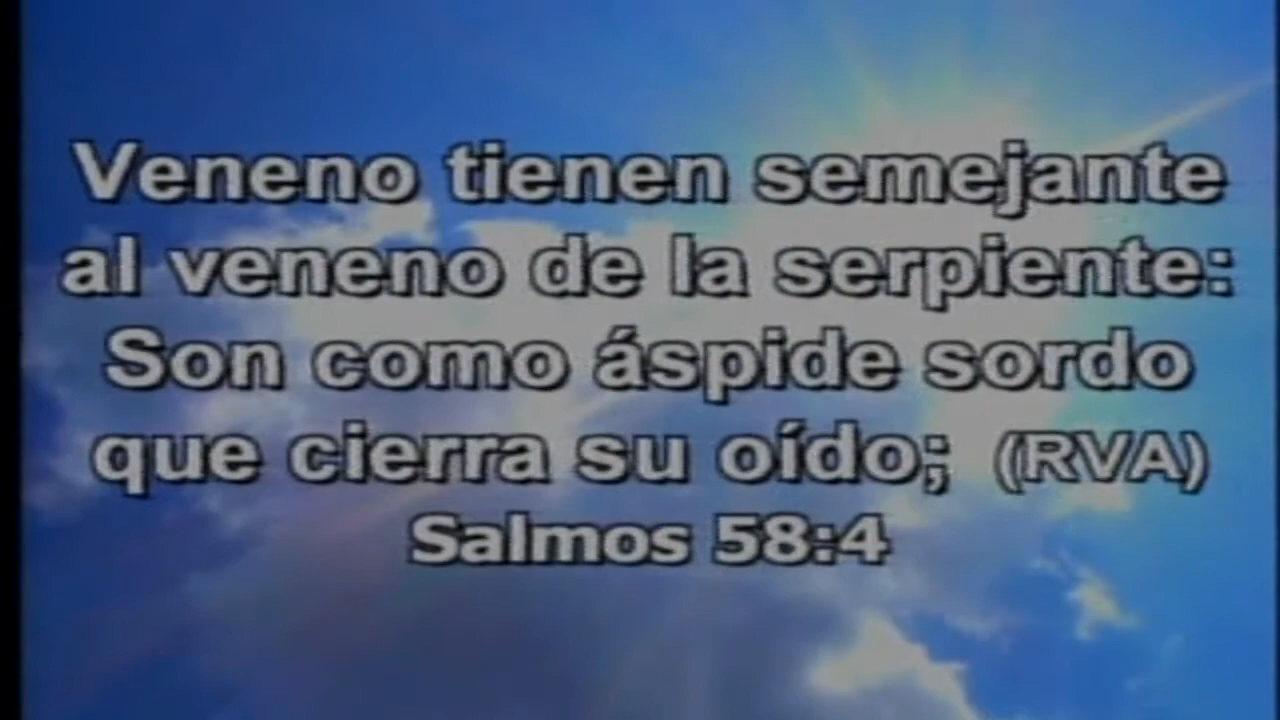 Veneno tienen semejante
al veneno de la serpiente:
Son como áspide sordo
que cierra su oído; (RVA)
Salmos 58:4